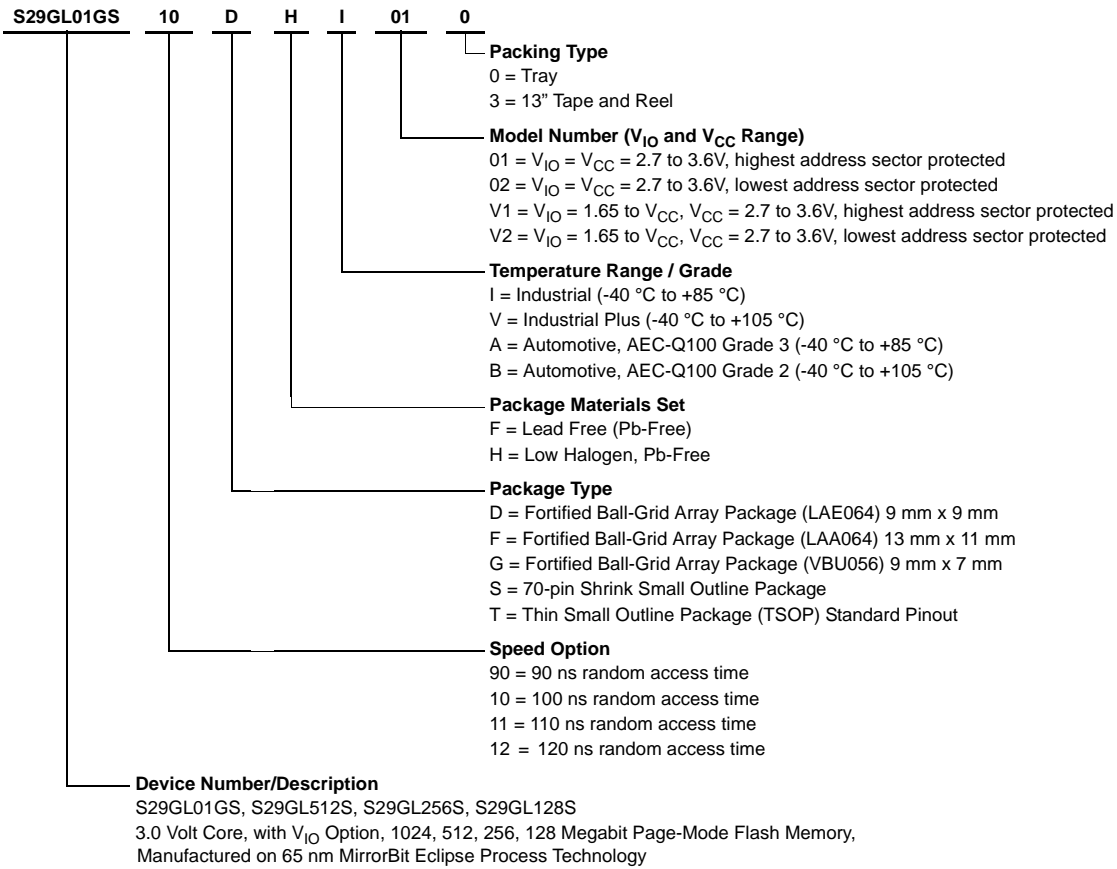 S29GL01GS 10 D H I 01 0
Packing Type
0 = Tray
3 = 13” Tape and Reel
Model Number (VIO and VCC Range)
01 = VIO = VCC = 2.7 to 3.6V, highest address sector protected
02 = VIO = VCC = 2.7 to 3.6V, lowest address sector protected
V1 = VIO = 1.65 to VCC, VCC = 2.7 to 3.6V, highest address sector protected
V2 = VIO = 1.65 to VCC, VCC = 2.7 to 3.6V, lowest address sector protected
Temperature Range / Grade
I = Industrial (-40 °C to +85 °C)
V = Industrial Plus (-40 °C to +105 °C)
A = Automotive, AEC-Q100 Grade 3 (-40 °C to +85 °C)
B = Automotive, AEC-Q100 Grade 2 (-40 °C to +105 °C)
Package Materials Set
F = Lead Free (Pb-Free)
H = Low Halogen, Pb-Free
Package Type
D = Fortified Ball-Grid Array Package (LAE064) 9 mm x 9 mm
F = Fortified Ball-Grid Array Package (LAA064) 13 mm x 11 mm
G = Fortified Ball-Grid Array Package (VBU056) 9 mm x 7 mm
S = 70-pin Shrink Small Outline Package
T = Thin Small Outline Package (TSOP) Standard Pinout
Speed Option
90 = 90 ns random access time
10 = 100 ns random access time
11 = 110 ns random access time
12 = 120 ns random access time
Device Number/Description
S29GL01GS, S29GL512S, S29GL256S, S29GL128S
3.0 Volt Core, with VIO Option, 1024, 512, 256, 128 Megabit Page-Mode Flash Memory,
Manufactured on 65 nm MirrorBit Eclipse Process Technology